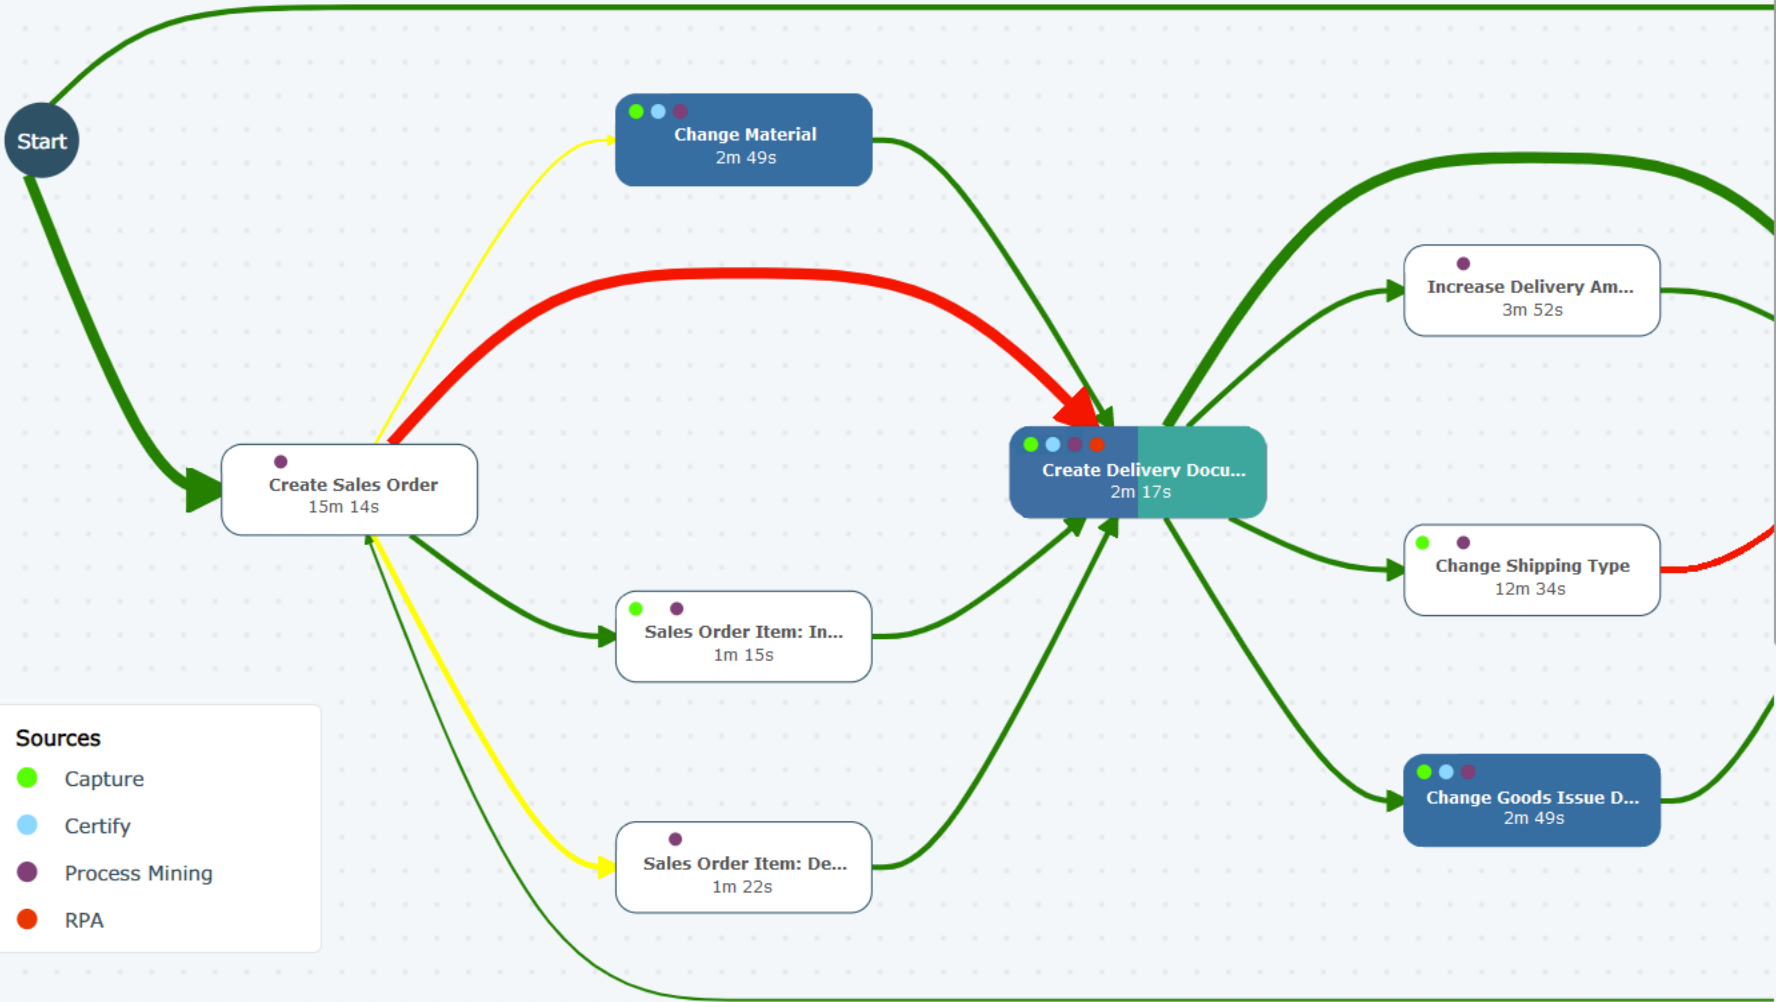 Start
Change Material
2m 49s
Increase Delivery Am...
3m 52s
Create Sales Order
15m 14s
Create Delivery Docu...
2m 17s
Change Shipping Type
12m 34s
Sales Order Item: In...
1m 15s
Sales Order Item: De...
1m 22s
Change Goods Issue D...
2m 49s
Sources
Capture
Certify
Process Mining
RPA